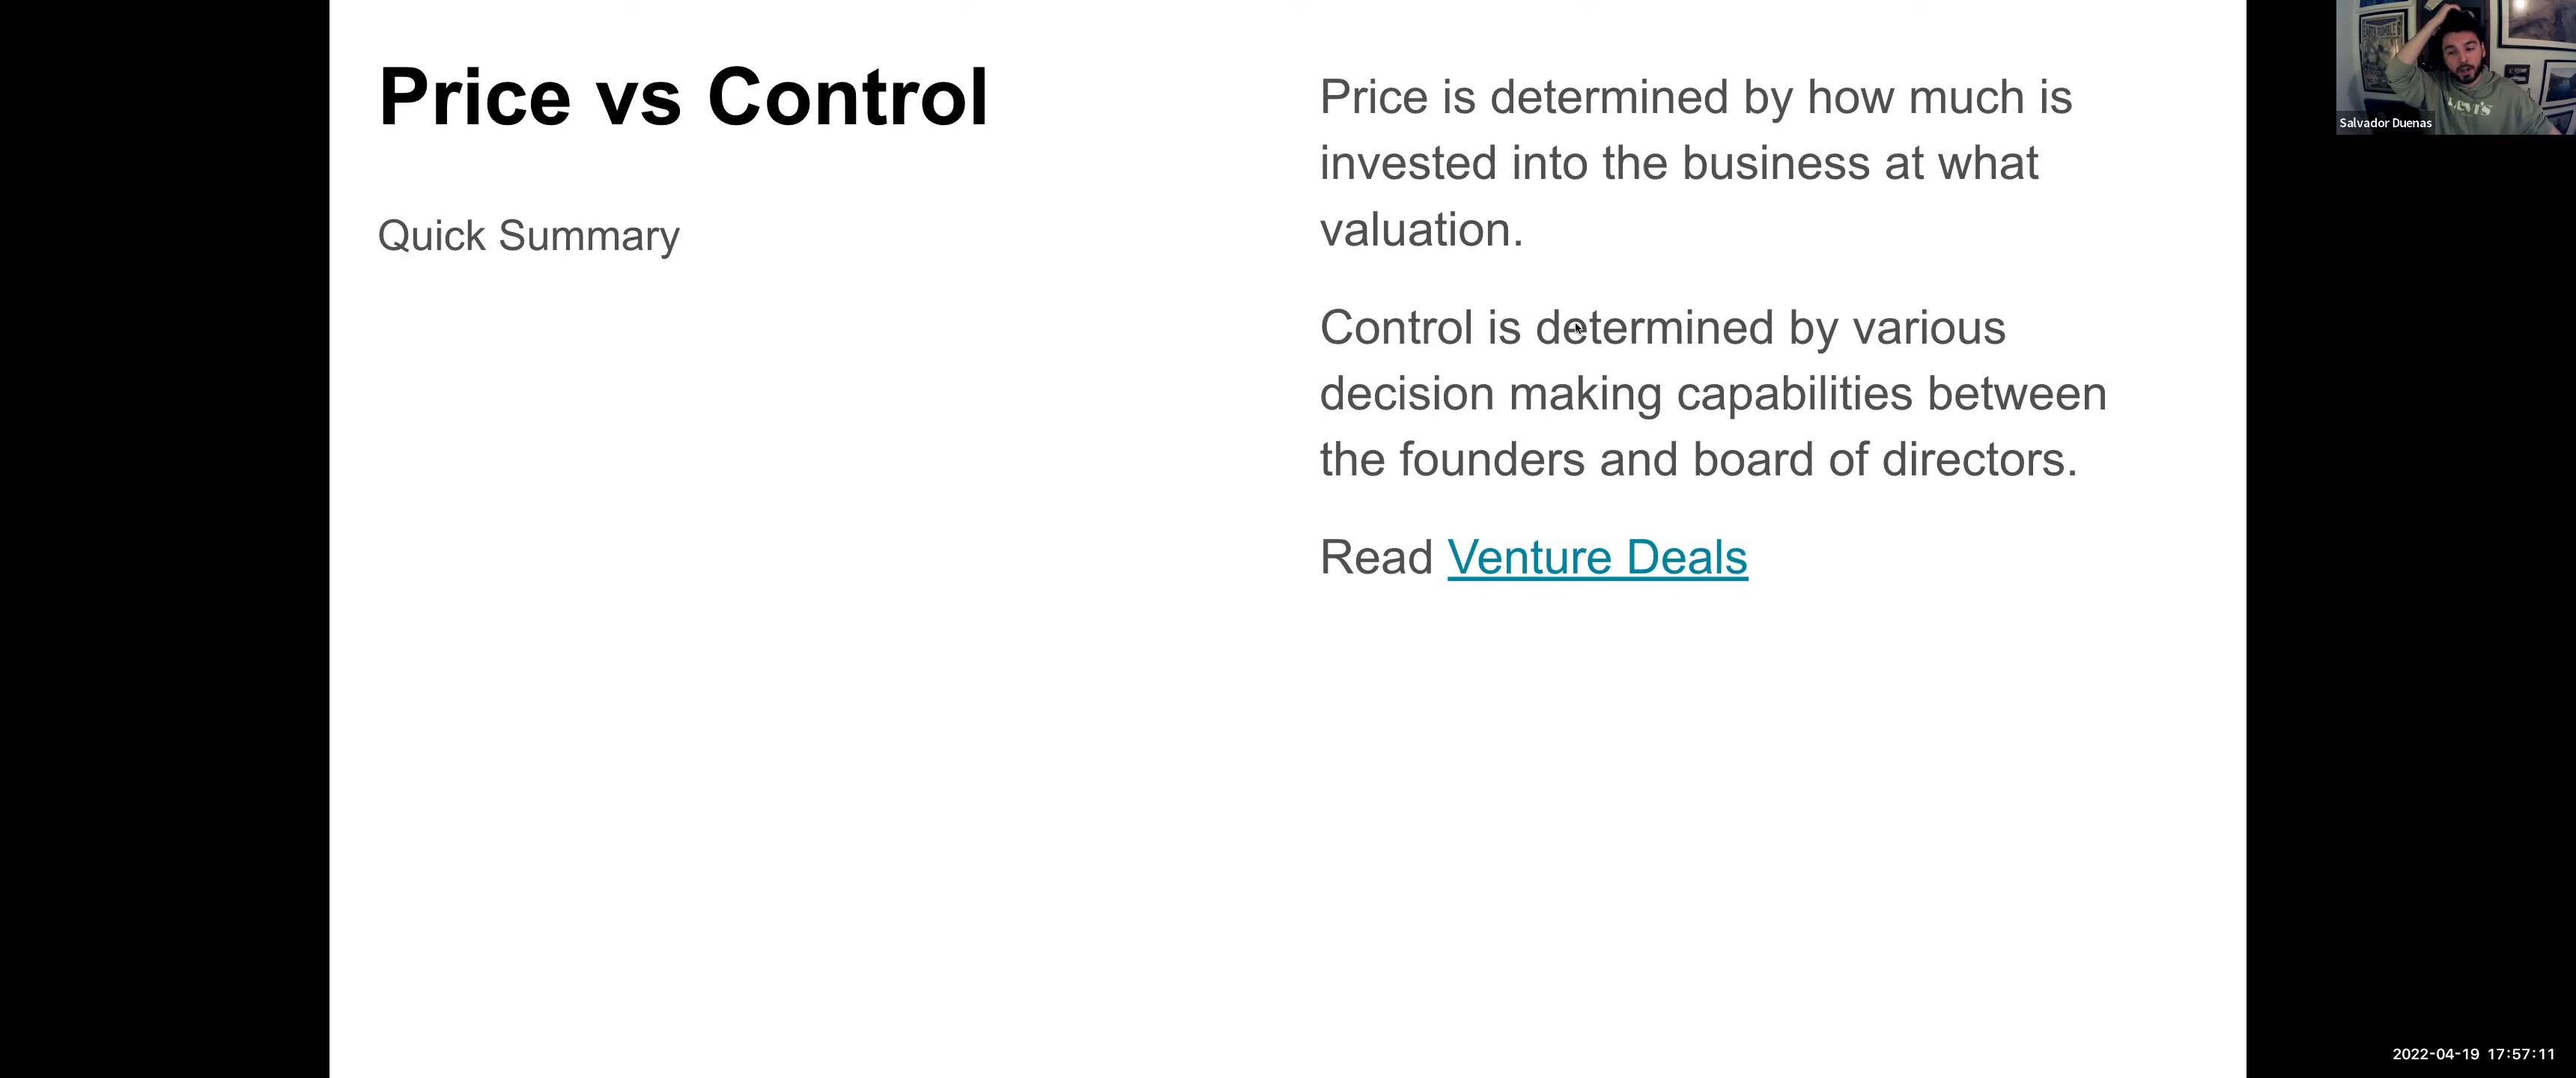 Price vs Control
Quick Summary
Price is determined by how much is
invested into the business at what
valuation.
Control is determined by various
decision making capabilities between
the founders and board of directors.
Read Venture Deals
LEVI'S
Salvador Duenas
2022-04-19 17:57:11